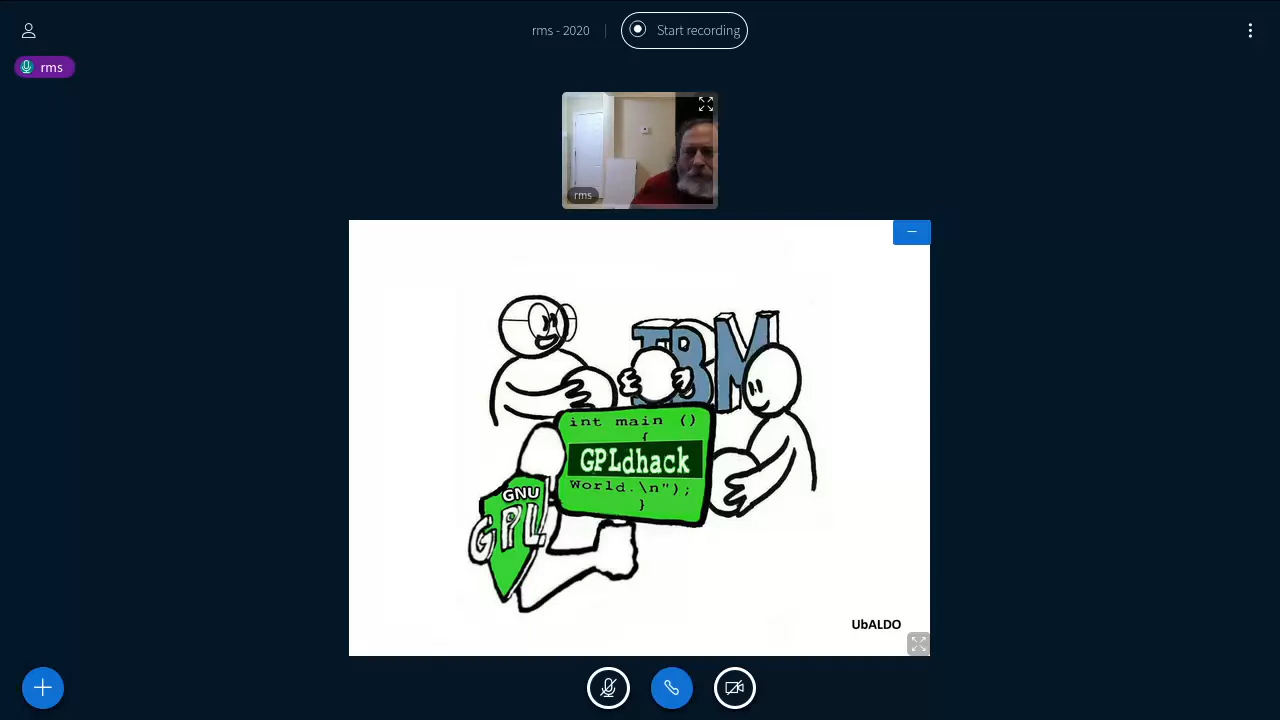 rms - 2020
Start recording
rms
rms
IBM
int main ()
{
GPLdhack
World.\n");
}
GNU
GPL
UbALDO